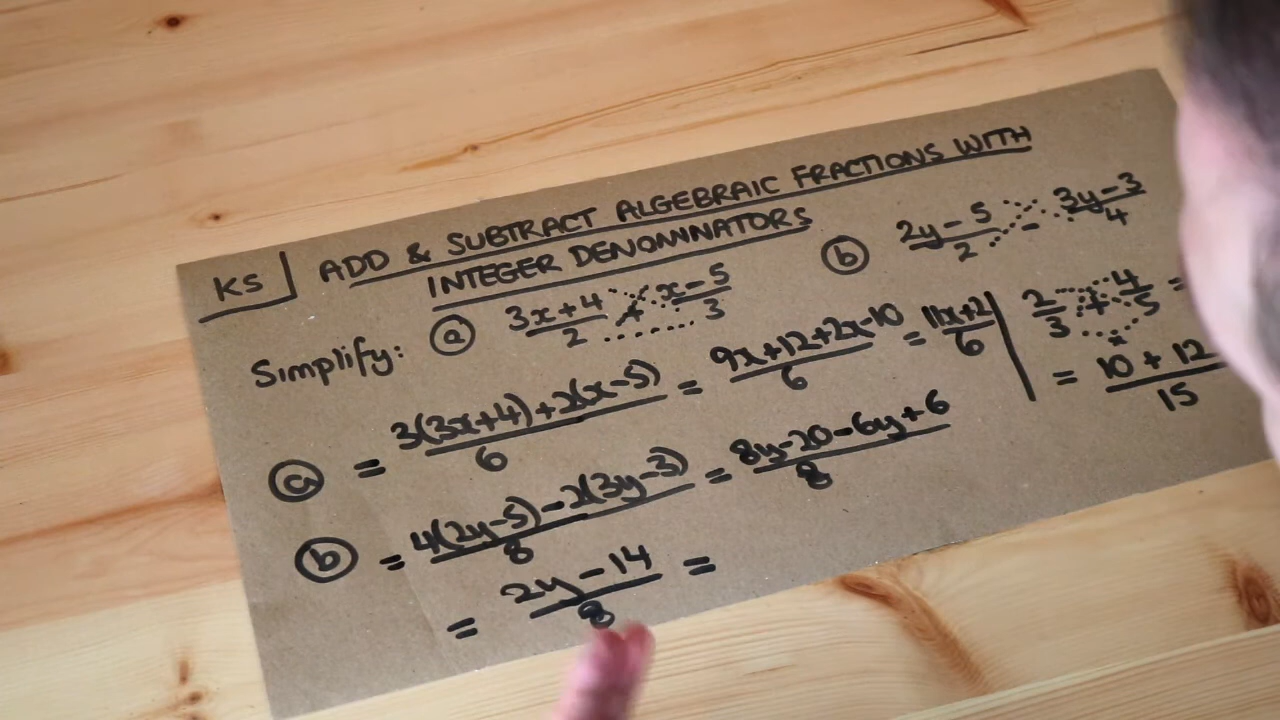 KS ADD & SUBTRACT ALGEBRAIC FRACTIONS WITH
INTEGER DENOMINATORS
Simplify: (a) (3x+4)/2 + (x-5)/3 (b) (2y-5)/2 - (3y-3)/4
(a) = (3(3x+4)+2(x-5))/6 = (9x+12+2x-10)/6 = (11x+2)/6
2/3 + 4/5 =
= (10+12)/15
(b) = (4(2y-5)-2(3y-3))/8 = (8y-20-6y+6)/8
= (2y-14)/8 =